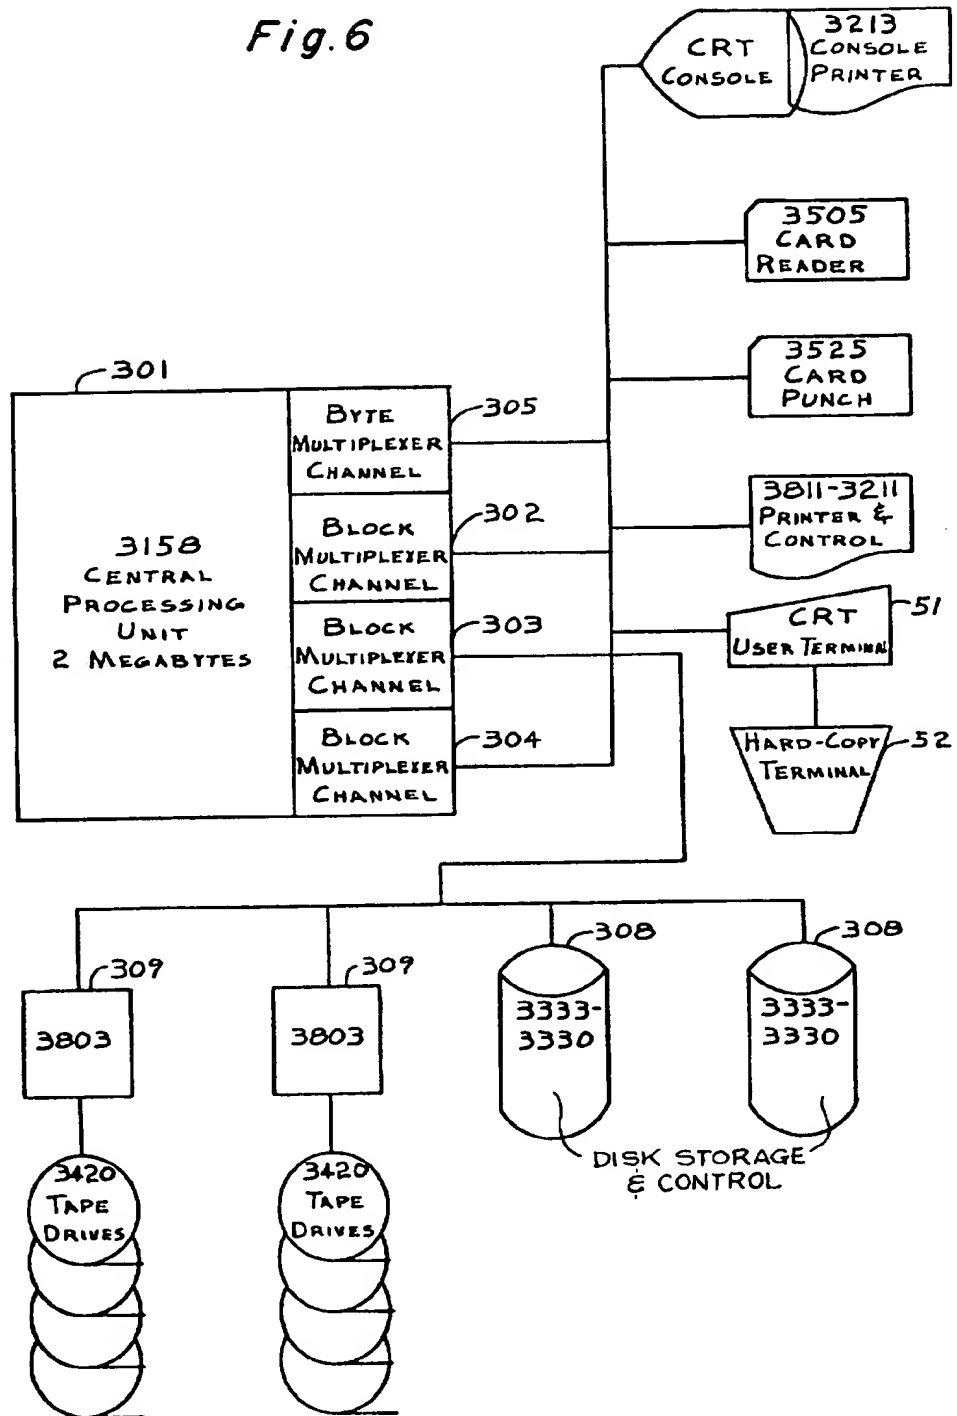 Fig. 6
CRT
CONSOLE
3213
CONSOLE
PRINTER
3505
CARD
READER
3525
CARD
PUNCH
3811-3211
PRINTER &
CONTROL
CRT
USER TERMINAL
51
HARD-COPY
TERMINAL
52
301
3158
CENTRAL
PROCESSING
UNIT
2 MEGABYTES
BYTE
MULTIPLEXER
CHANNEL
305
BLOCK
MULTIPLEXER
CHANNEL
302
BLOCK
MULTIPLEXER
CHANNEL
303
BLOCK
MULTIPLEXER
CHANNEL
304
309
3803
309
3803
308
3333-
3330
308
3333-
3330
DISK STORAGE
& CONTROL
3420
TAPE
DRIVES
3420
TAPE
DRIVES